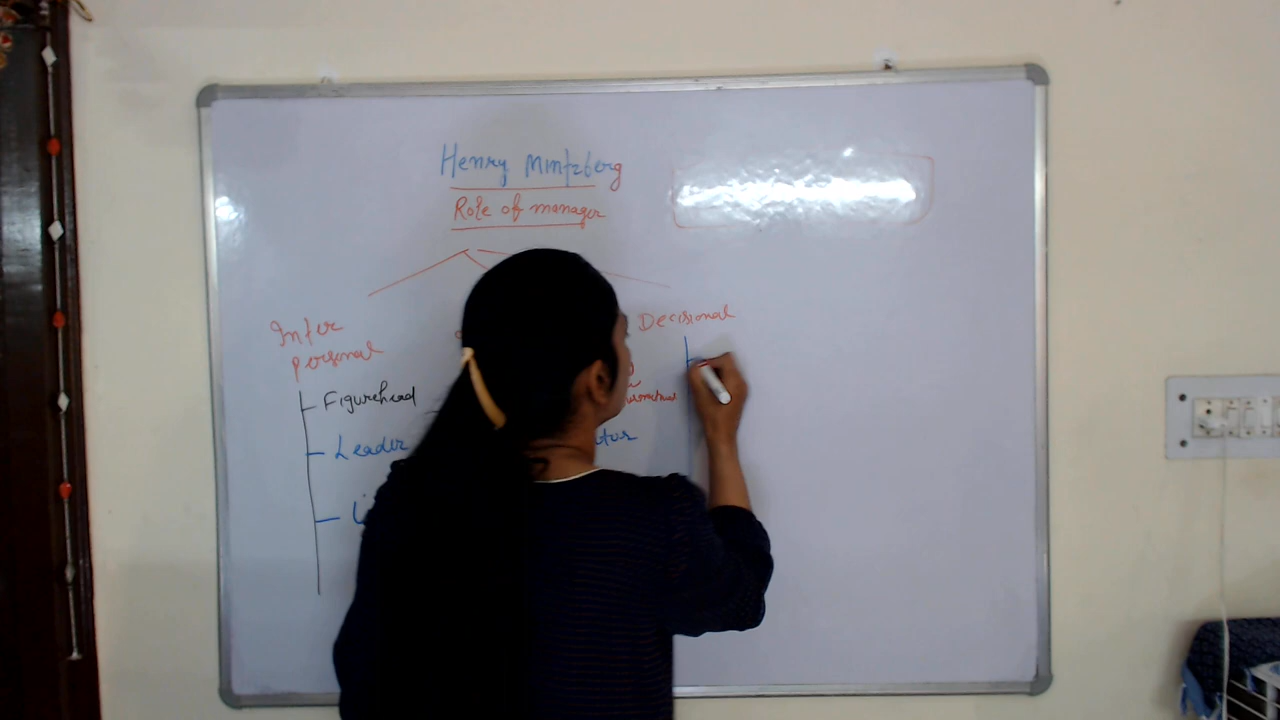 Henry Mintzberg
Role of manager
Inter
personal
Decisional
Figurehead
Leader